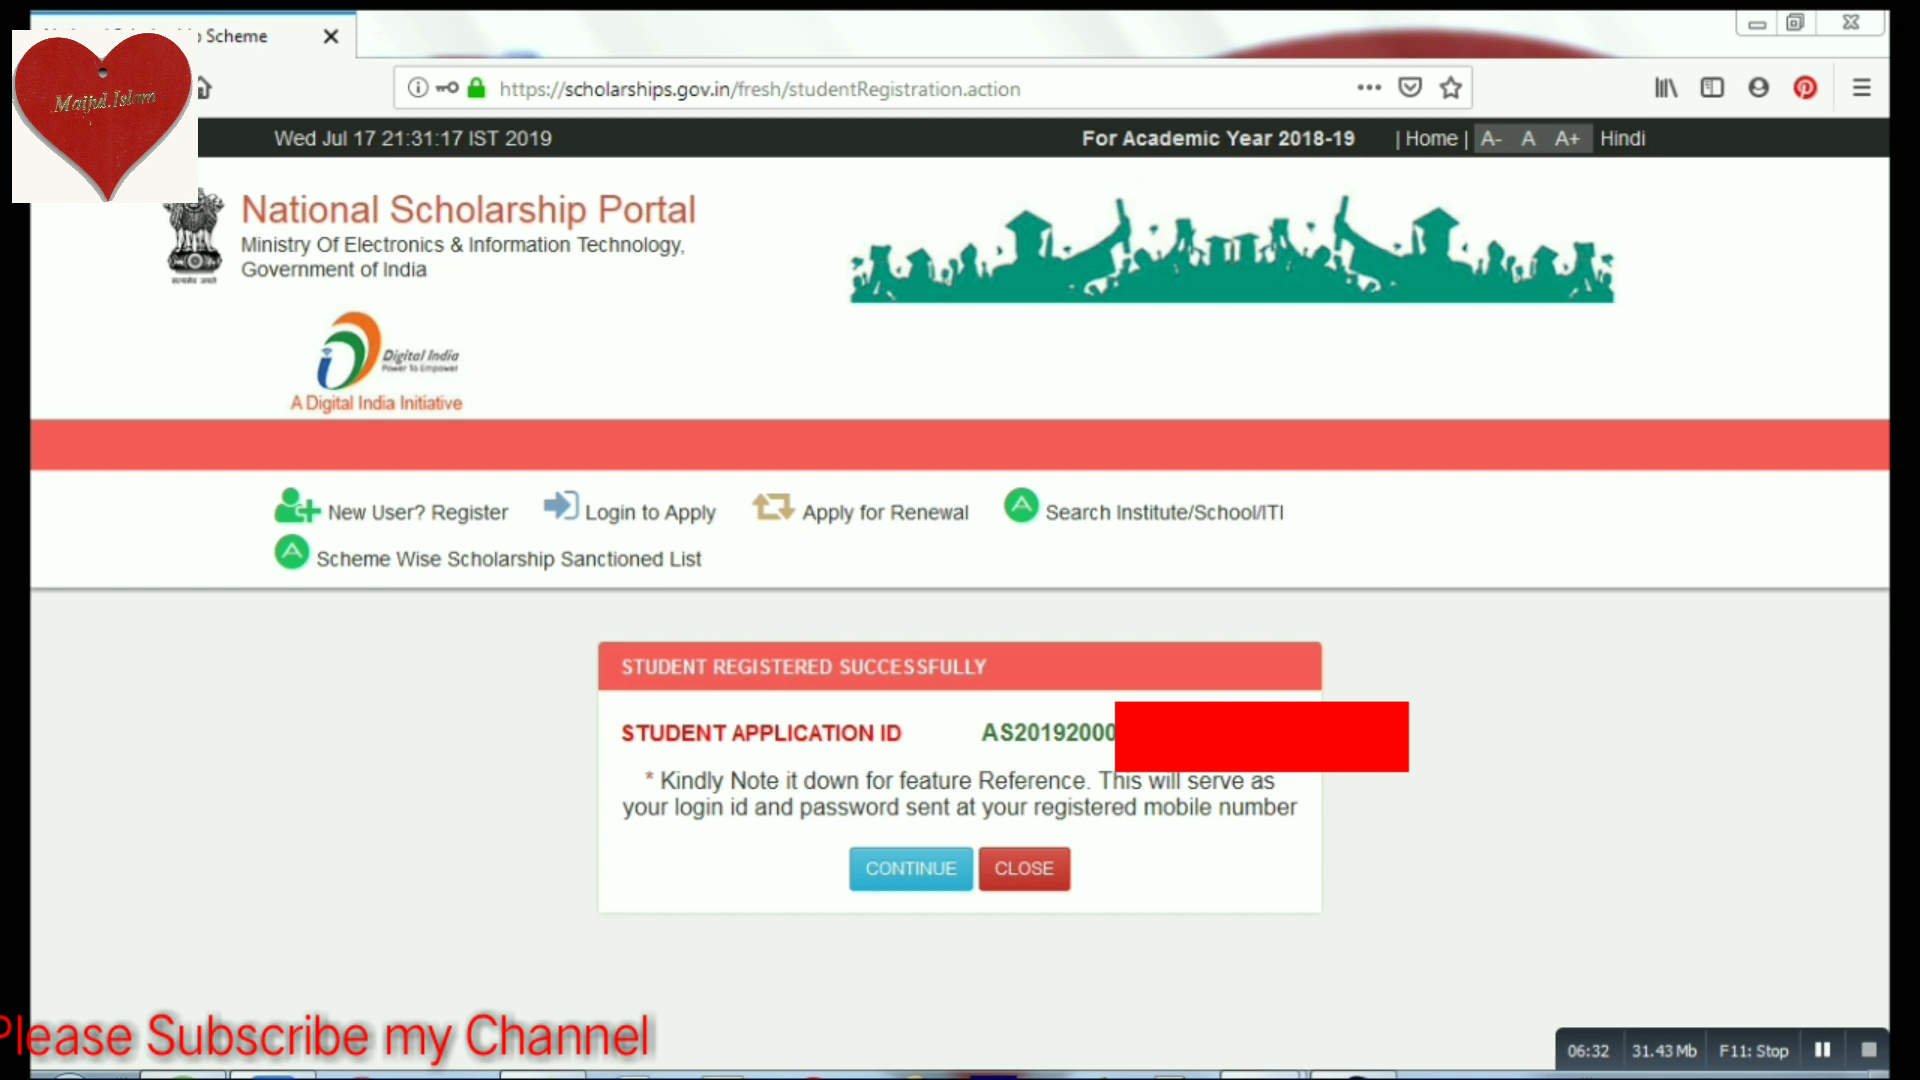 Scheme
Maijul.Islam
https://scholarships.gov.in/fresh/studentRegistration.action
Wed Jul 17 21:31:17 IST 2019
For Academic Year 2018-19 | Home | A- A A+ Hindi
National Scholarship Portal
Ministry Of Electronics & Information Technology,
Government of India
Digital India
Power To Empower
A Digital India Initiative
New User? Register Login to Apply Apply for Renewal Search Institute/School/ITI
Scheme Wise Scholarship Sanctioned List
STUDENT REGISTERED SUCCESSFULLY
STUDENT APPLICATION ID AS20192000
* Kindly Note it down for feature Reference. This will serve as
your login id and password sent at your registered mobile number
CONTINUE CLOSE
Please Subscribe my Channel
06:32 31.43 Mb F11: Stop